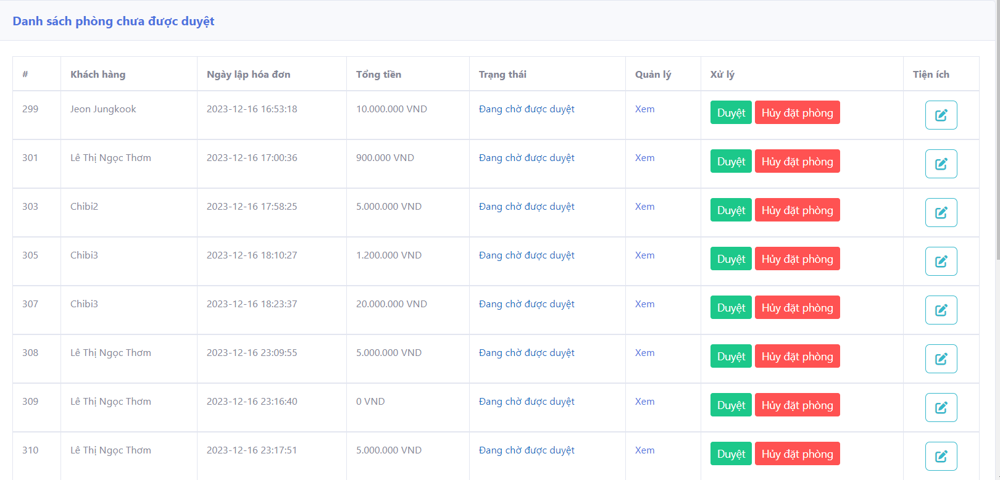 Danh sách phòng chưa được duyệt
# Khách hàng Ngày lập hóa đơn Tổng tiền Trạng thái Quản lý Xử lý Tiện ích
299 Jeon Jungkook 2023-12-16 16:53:18 10.000.000 VND Đang chờ được duyệt Xem Duyệt Hủy đặt phòng
301 Lê Thị Ngọc Thơm 2023-12-16 17:00:36 900.000 VND Đang chờ được duyệt Xem Duyệt Hủy đặt phòng
303 Chibi2 2023-12-16 17:58:25 5.000.000 VND Đang chờ được duyệt Xem Duyệt Hủy đặt phòng
305 Chibi3 2023-12-16 18:10:27 1.200.000 VND Đang chờ được duyệt Xem Duyệt Hủy đặt phòng
307 Chibi3 2023-12-16 18:23:37 20.000.000 VND Đang chờ được duyệt Xem Duyệt Hủy đặt phòng
308 Lê Thị Ngọc Thơm 2023-12-16 23:09:55 5.000.000 VND Đang chờ được duyệt Xem Duyệt Hủy đặt phòng
309 Lê Thị Ngọc Thơm 2023-12-16 23:16:40 0 VND Đang chờ được duyệt Xem Duyệt Hủy đặt phòng
310 Lê Thị Ngọc Thơm 2023-12-16 23:17:51 5.000.000 VND Đang chờ được duyệt Xem Duyệt Hủy đặt phòng